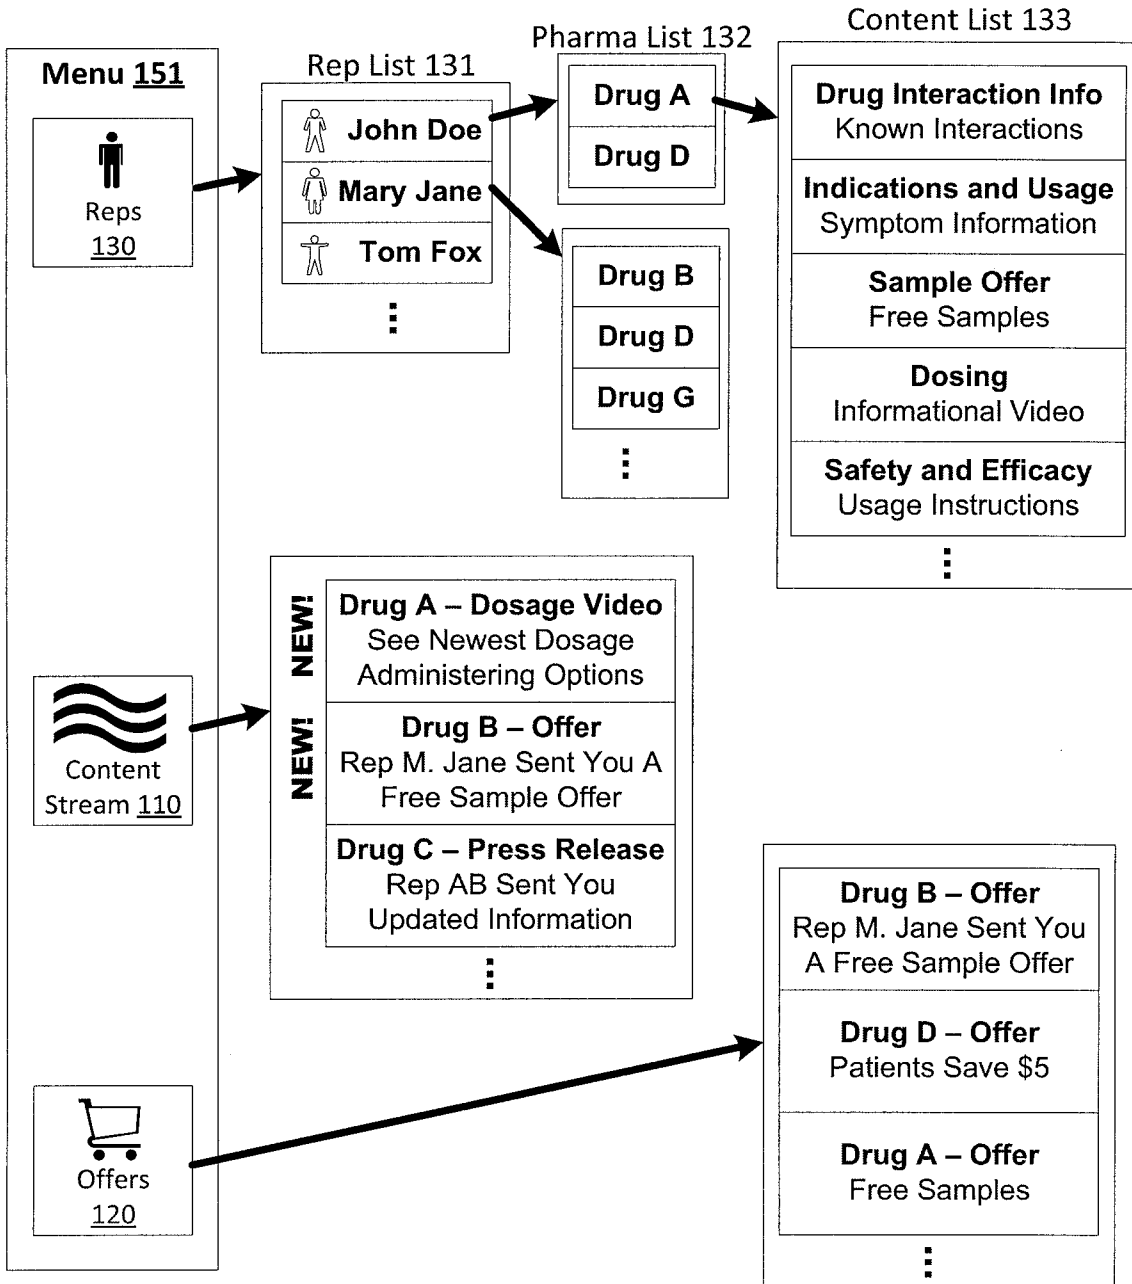 Menu 151
Reps
130
Rep List 131
John Doe
Mary Jane
Tom Fox
Pharma List 132
Drug A
Drug D
Drug B
Drug D
Drug G
Content List 133
Drug Interaction Info
Known Interactions
Indications and Usage
Symptom Information
Sample Offer
Free Samples
Dosing
Informational Video
Safety and Efficacy
Usage Instructions
Content
Stream 110
NEW!
Drug A – Dosage Video
See Newest Dosage
Administering Options
NEW!
Drug B – Offer
Rep M. Jane Sent You A
Free Sample Offer
Drug C – Press Release
Rep AB Sent You
Updated Information
Offers
120
Drug B – Offer
Rep M. Jane Sent You
A Free Sample Offer
Drug D – Offer
Patients Save $5
Drug A – Offer
Free Samples